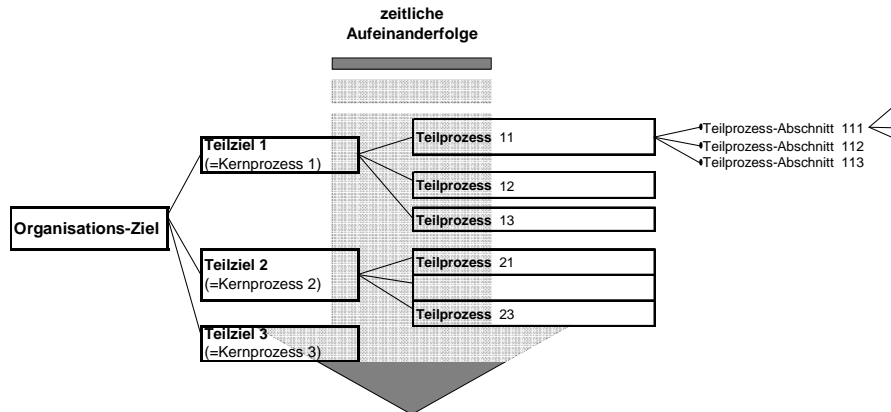 zeitliche
Aufeinanderfolge
Teilprozess 11
Teilprozess-Abschnitt 111
Teilprozess-Abschnitt 112
Teilprozess-Abschnitt 113
Teilziel 1
(=Kernprozess 1)
Teilprozess 12
Teilprozess 13
Organisations-Ziel
Teilziel 2
(=Kernprozess 2)
Teilprozess 21
Teilprozess 23
Teilziel 3
(=Kernprozess 3)